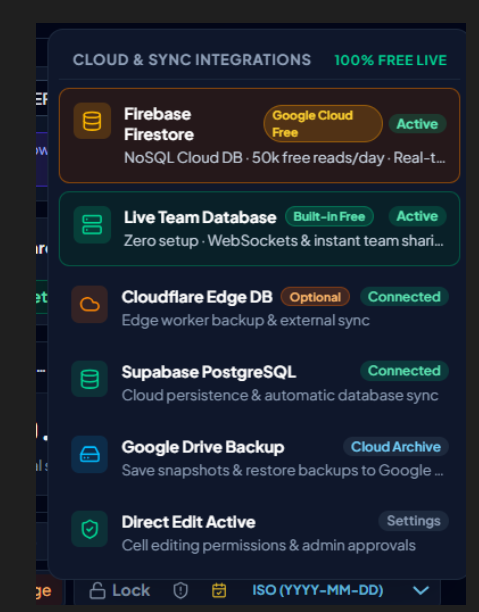 CLOUD & SYNC INTEGRATIONS 100% FREE LIVE
Firebase Firestore Google Cloud Free Active
NoSQL Cloud DB · 50k free reads/day · Real-t...
Live Team Database Built-in Free Active
Zero setup · WebSockets & instant team shari...
Cloudflare Edge DB Optional Connected
Edge worker backup & external sync
Supabase PostgreSQL Connected
Cloud persistence & automatic database sync
Google Drive Backup Cloud Archive
Save snapshots & restore backups to Google ...
Direct Edit Active Settings
Cell editing permissions & admin approvals
Lock ISO (YYYY-MM-DD)